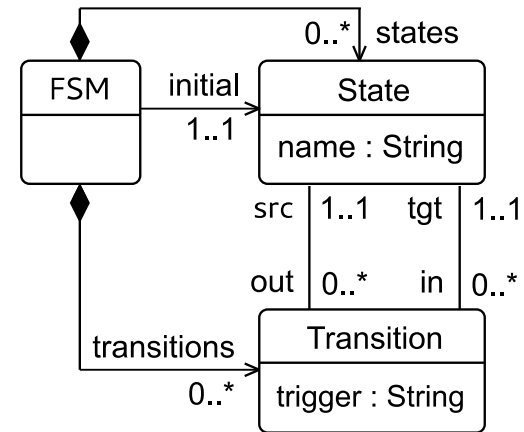 0..* states
FSM
initial
1..1
State
name : String
src 1..1 tgt 1..1
out 0..* in 0..*
transitions
0..*
Transition
trigger : String